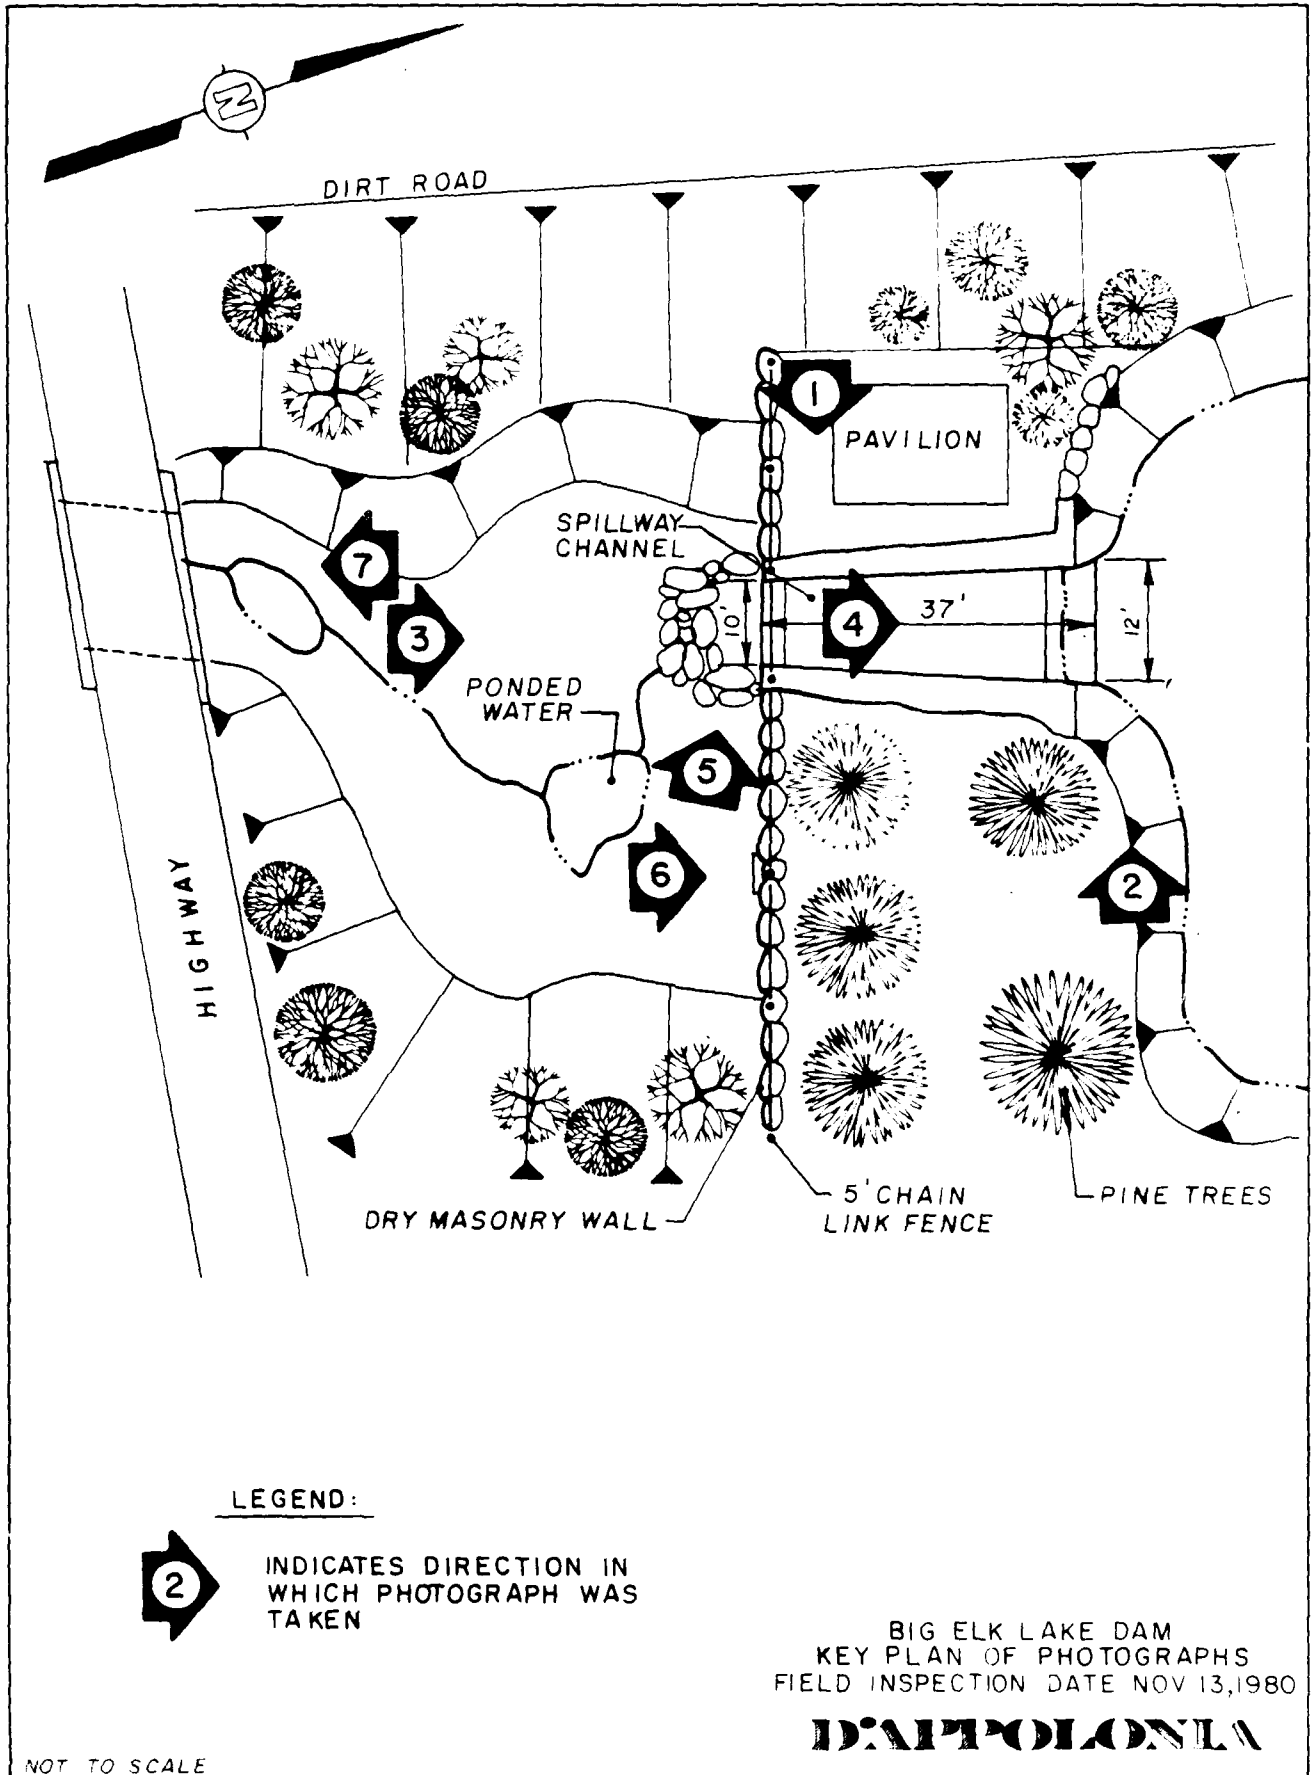 N
DIRT ROAD
1
PAVILION
SPILLWAY
CHANNEL
7
3
10'
4
37'
12'
PONDED
WATER
5
6
2
HIGHWAY
5' CHAIN
LINK FENCE
PINE TREES
DRY MASONRY WALL
LEGEND:
2
INDICATES DIRECTION IN
WHICH PHOTOGRAPH WAS
TAKEN
BIG ELK LAKE DAM
KEY PLAN OF PHOTOGRAPHS
FIELD INSPECTION DATE NOV 13,1980
D'APPOLONIA
NOT TO SCALE